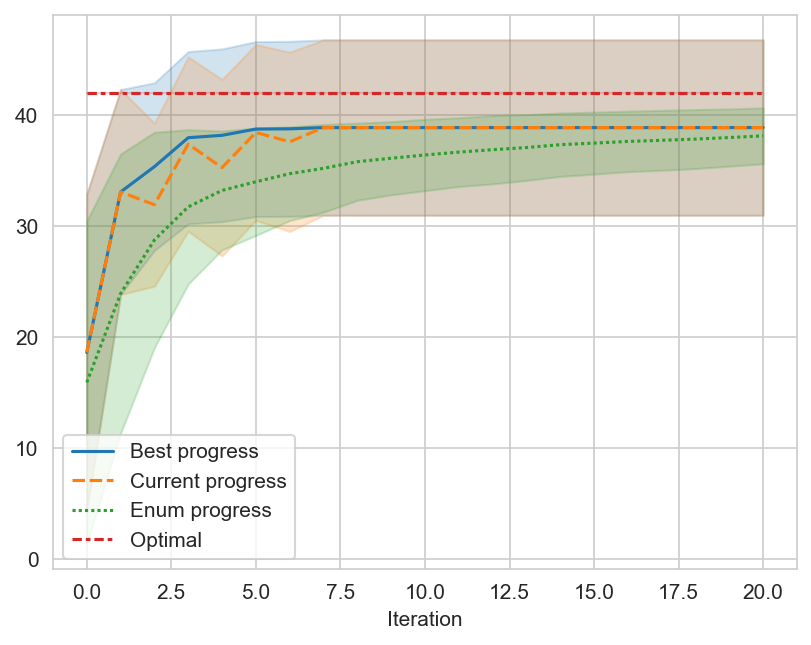 40
30
20
10
0
Best progress
Current progress
Enum progress
Optimal
0.0 2.5 5.0 7.5 10.0 12.5 15.0 17.5 20.0
Iteration